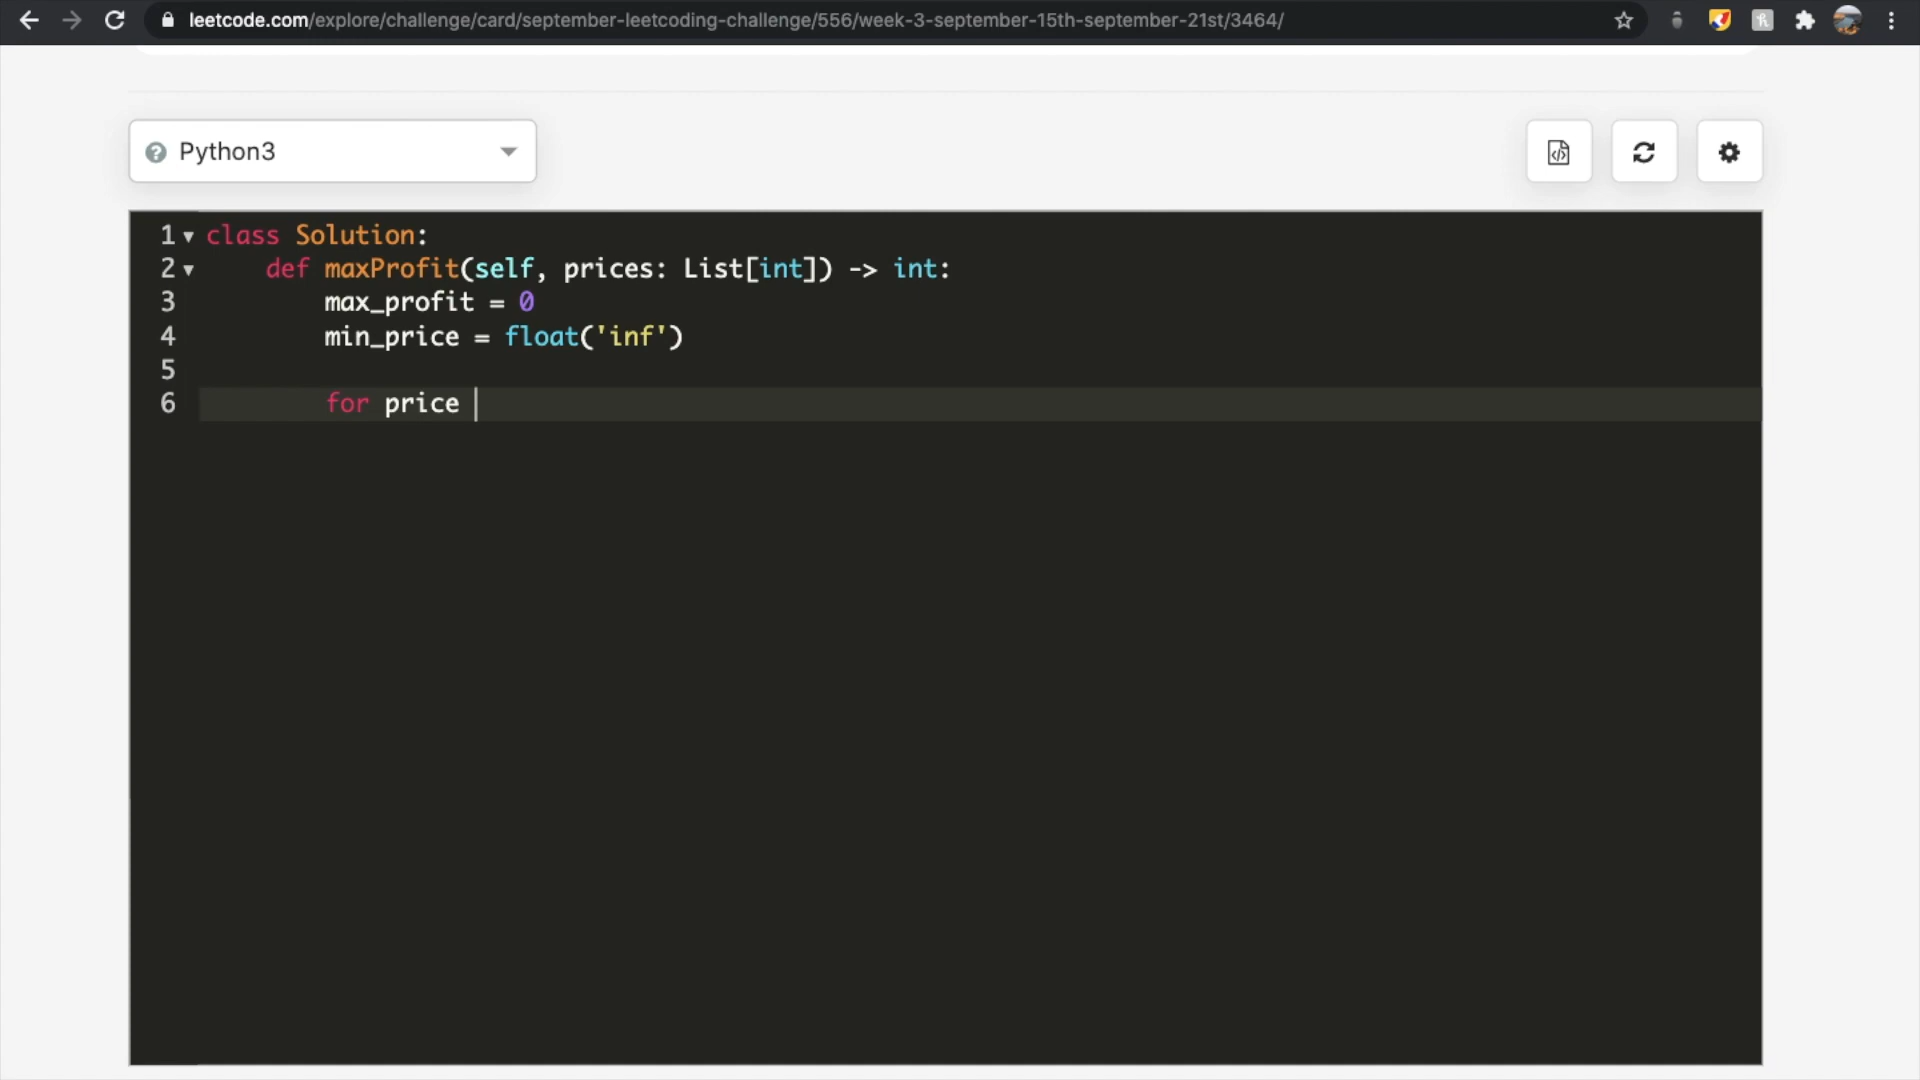 leetcode.com/explore/challenge/card/september-leetcoding-challenge/556/week-3-september-15th-september-21st/3464/
Python3
1 class Solution:
2     def maxProfit(self, prices: List[int]) -> int:
3         max_profit = 0
4         min_price = float('inf')
5
6         for price